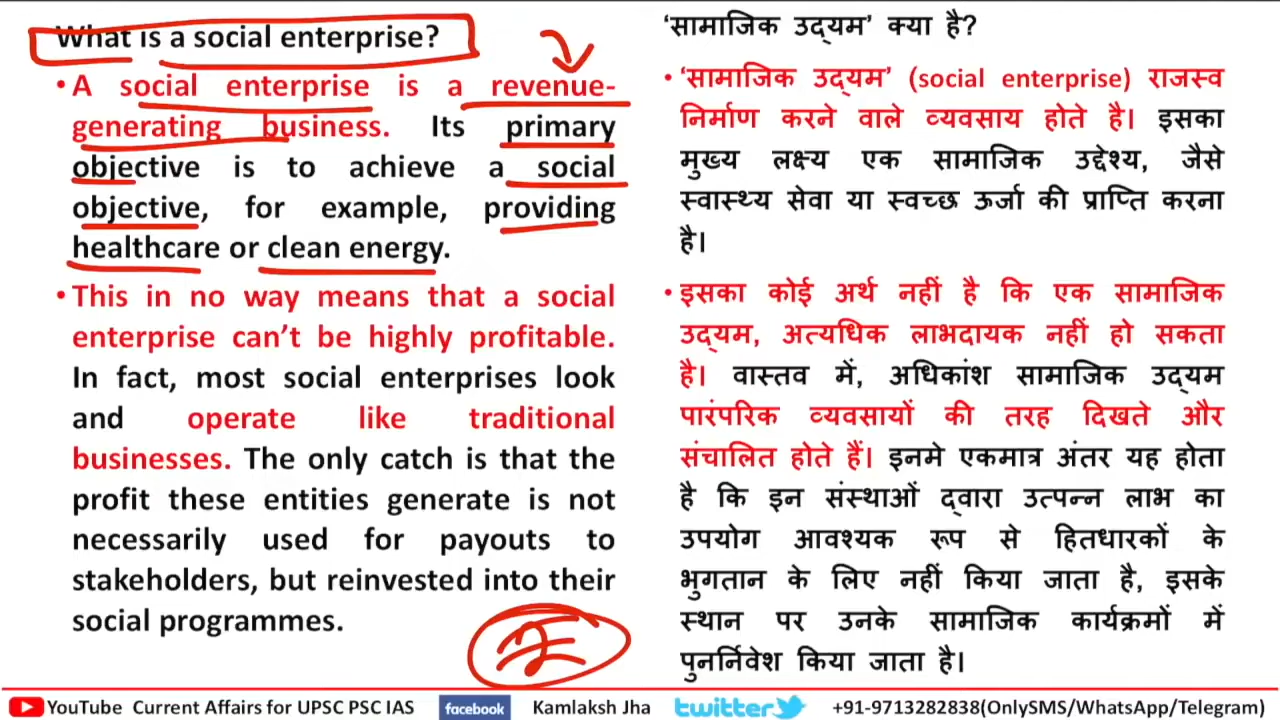 What is a social enterprise?
• A social enterprise is a revenue-
generating business. Its primary
objective is to achieve a social
objective, for example, providing
healthcare or clean energy.
• This in no way means that a social
enterprise can't be highly profitable.
In fact, most social enterprises look
and operate like traditional
businesses. The only catch is that the
profit these entities generate is not
necessarily used for payouts to
stakeholders, but reinvested into their
social programmes.
‘सामाजिक उद्यम’ क्या है?
• ‘सामाजिक उद्यम’ (social enterprise) राजस्व
निर्माण करने वाले व्यवसाय होते है। इसका
मुख्य लक्ष्य एक सामाजिक उद्देश्य, जैसे
स्वास्थ्य सेवा या स्वच्छ ऊर्जा की प्राप्ति करना
है।
• इसका कोई अर्थ नहीं है कि एक सामाजिक
उद्यम, अत्यधिक लाभदायक नहीं हो सकता
है। वास्तव में, अधिकांश सामाजिक उद्यम
पारंपरिक व्यवसायों की तरह दिखते और
संचालित होते हैं। इनमे एकमात्र अंतर यह होता
है कि इन संस्थाओं द्वारा उत्पन्न लाभ का
उपयोग आवश्यक रूप से हितधारकों के
भुगतान के लिए नहीं किया जाता है, इसके
स्थान पर उनके सामाजिक कार्यक्रमों में
पुनर्निवेश किया जाता है।
YouTube Current Affairs for UPSC PSC IAS facebook Kamlaksh Jha twitter +91-9713282838(OnlySMS/WhatsApp/Telegram)